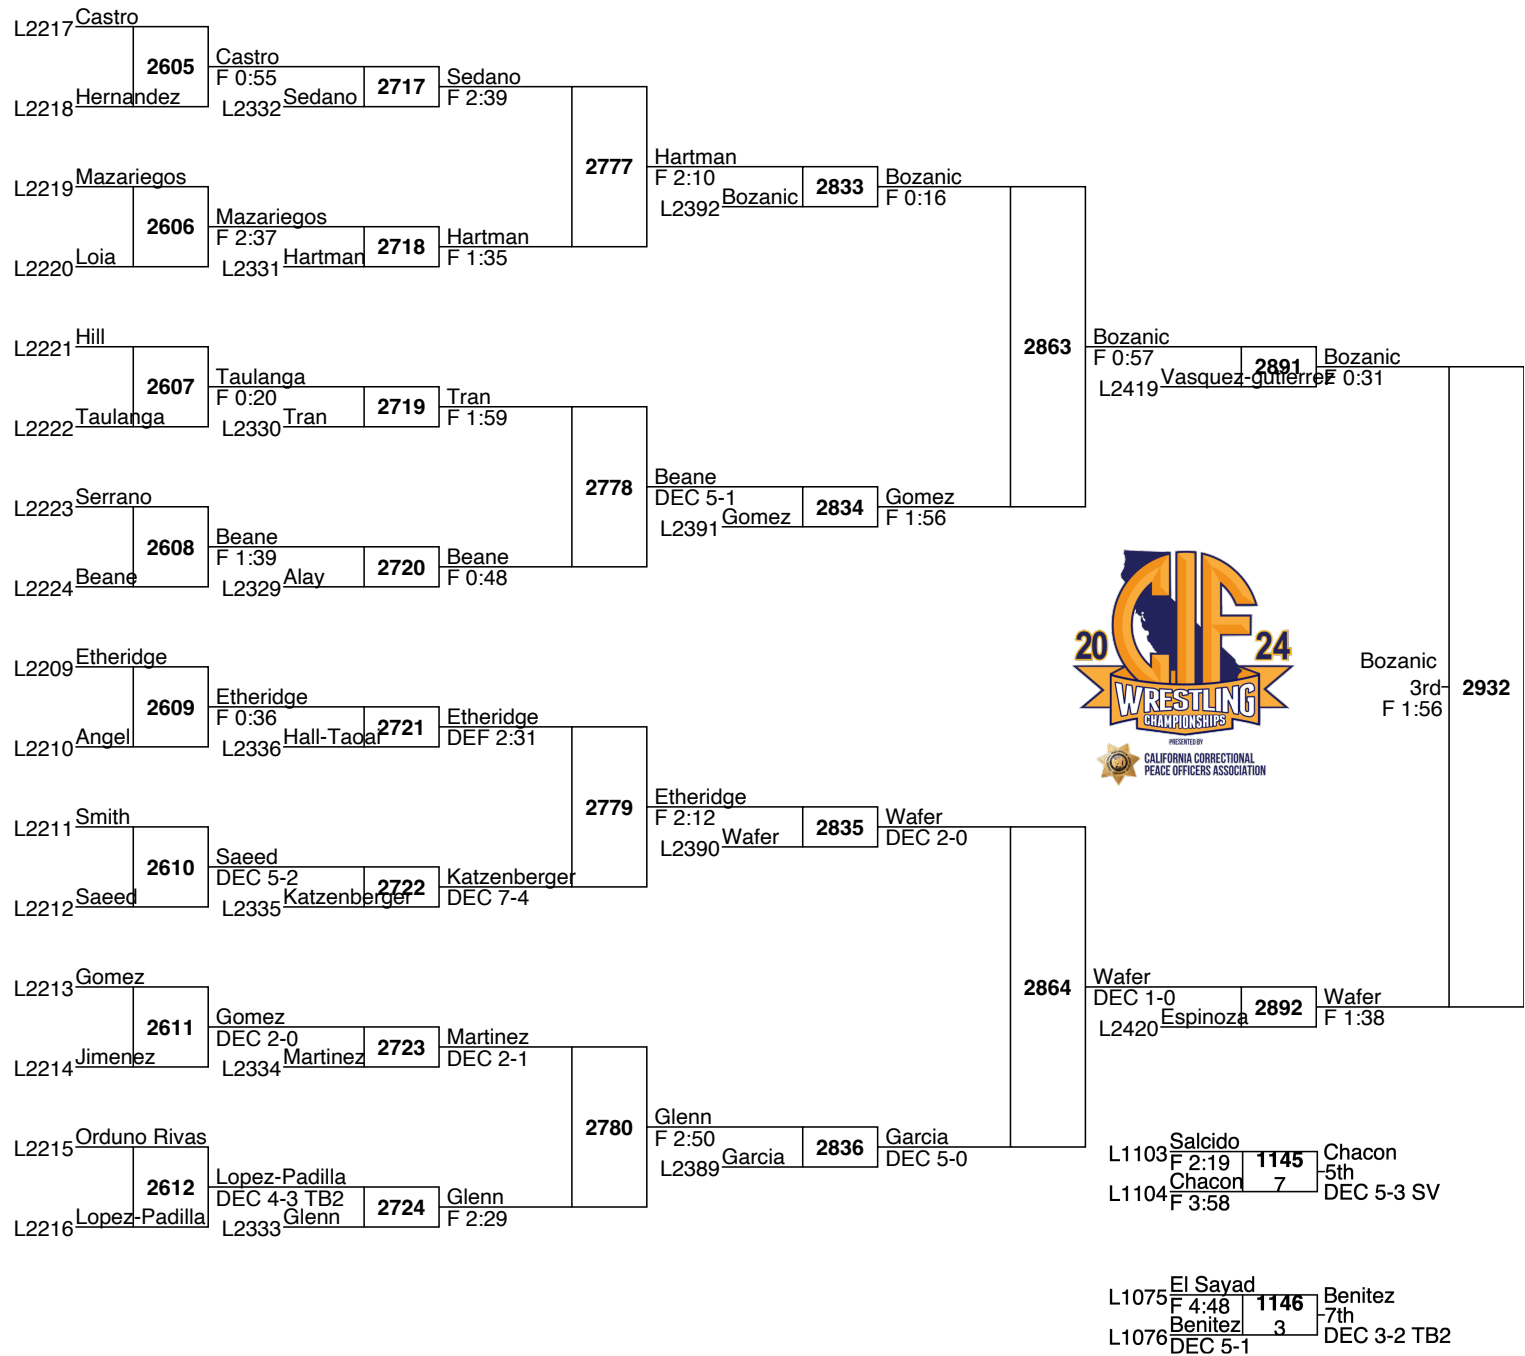 Castro
L2217
2605
Castro
F 0:55
Hernandez
L2218
L2332
Sedano
2717
Sedano
F 2:39
Mazariegos
L2219
2606
Mazariegos
F 2:37
Loia
L2220
L2331
Hartman
2718
Hartman
F 1:35
2777
Hartman
F 2:10
L2392
Bozanic
2833
Bozanic
F 0:16
Hill
L2221
2607
Taulanga
F 0:20
Taulanga
L2222
L2330
Tran
2719
Tran
F 1:59
Serrano
L2223
2608
Beane
F 1:39
Beane
L2224
L2329
Alay
2720
Beane
F 0:48
2778
Beane
DEC 5-1
L2391
Gomez
2834
Gomez
F 1:56
2863
Bozanic
F 0:57
L2419
Vasquez-gutierrez
2891
Bozanic
F 0:31
Etheridge
L2209
2609
Etheridge
F 0:36
Angel
L2210
L2336
Hall-Taoai
2721
Etheridge
DEF 2:31
Smith
L2211
2610
Saeed
DEC 5-2
Saeed
L2212
L2335
Katzenberger
2722
Katzenberger
DEC 7-4
2779
Etheridge
F 2:12
L2390
Wafer
2835
Wafer
DEC 2-0
Gomez
L2213
2611
Gomez
DEC 2-0
Jimenez
L2214
L2334
Martinez
2723
Martinez
DEC 2-1
Orduno Rivas
L2215
2612
Lopez-Padilla
DEC 4-3 TB2
Lopez-Padilla
L2216
L2333
Glenn
2724
Glenn
F 2:29
2780
Glenn
F 2:50
L2389
Garcia
2836
Garcia
DEC 5-0
2864
Wafer
DEC 1-0
L2420
Espinoza
2892
Wafer
F 1:38
20 CIF 24
WRESTLING
CHAMPIONSHIPS
PRESENTED BY
CALIFORNIA CORRECTIONAL
PEACE OFFICERS ASSOCIATION
Bozanic
3rd
F 1:56
2932
L1103
Salcido
F 2:19
L1104
Chacon
F 3:58
1145
7
Chacon
5th
DEC 5-3 SV
L1075
El Sayad
F 4:48
L1076
Benitez
DEC 5-1
1146
3
Benitez
7th
DEC 3-2 TB2